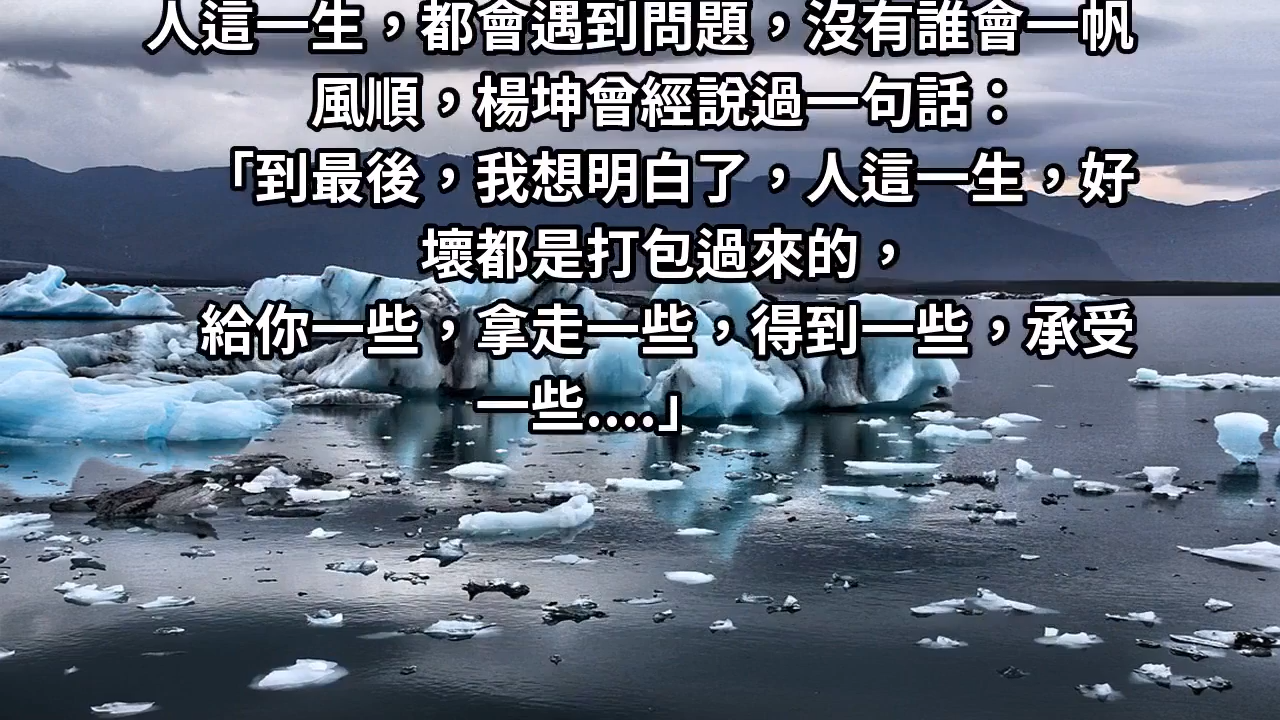 人這一生，都會遇到問題，沒有誰會一帆
風順，楊坤曾經說過一句話：
「到最後，我想明白了，人這一生，好
壞都是打包過來的，
給你一些，拿走一些，得到一些，承受
一些....」